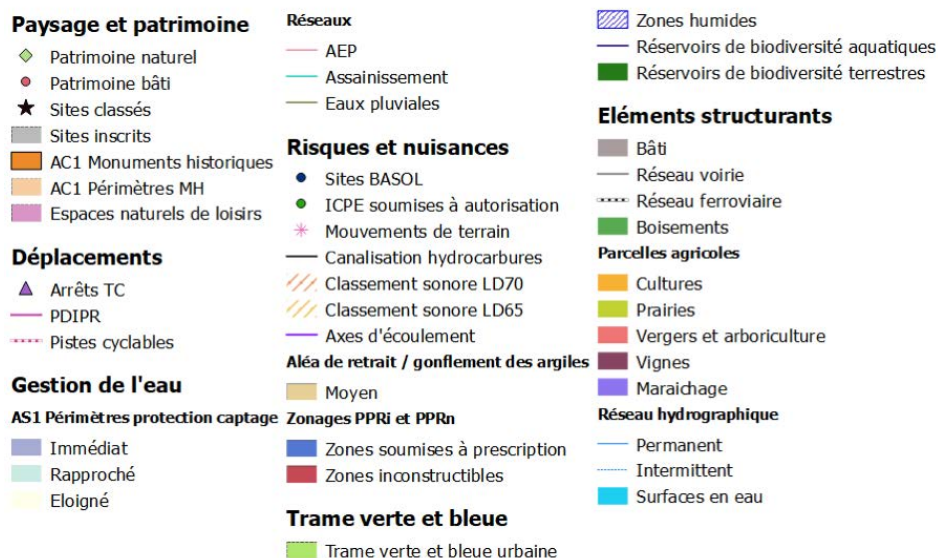 Paysage et patrimoine
Patrimoine naturel
Patrimoine bâti
Sites classés
Sites inscrits
AC1 Monuments historiques
AC1 Périmètres MH
Espaces naturels de loisirs
Déplacements
Arrêts TC
PDIPR
Pistes cyclables
Gestion de l'eau
AS1 Périmètres protection captage
Immédiat
Rapproché
Eloigné
Réseaux
AEP
Assainissement
Eaux pluviales
Risques et nuisances
Sites BASOL
ICPE soumises à autorisation
Mouvements de terrain
Canalisation hydrocarbures
Classement sonore LD70
Classement sonore LD65
Axes d'écoulement
Aléa de retrait / gonflement des argiles
Moyen
Zonages PPRi et PPRn
Zones soumises à prescription
Zones inconstructibles
Trame verte et bleue
Trame verte et bleue urbaine
Zones humides
Réservoirs de biodiversité aquatiques
Réservoirs de biodiversité terrestres
Eléments structurants
Bâti
Réseau voirie
Réseau ferroviaire
Boisements
Parcelles agricoles
Cultures
Prairies
Vergers et arboriculture
Vignes
Maraichage
Réseau hydrographique
Permanent
Intermittent
Surfaces en eau